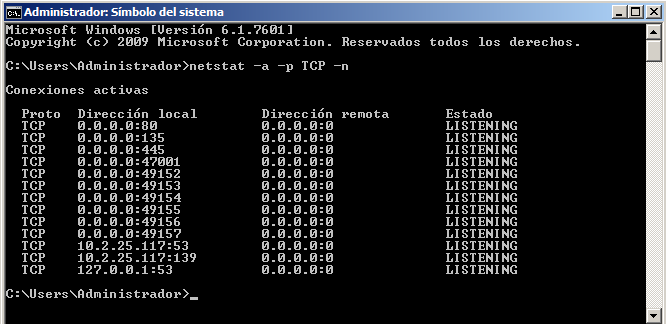 Administrador: Símbolo del sistema
Microsoft Windows [Versión 6.1.7601]
Copyright (c) 2009 Microsoft Corporation. Reservados todos los derechos.
C:\Users\Administrador>netstat -a -p TCP -n
Conexiones activas
Proto Dirección local Dirección remota Estado
TCP 0.0.0.0:80 0.0.0.0:0 LISTENING
TCP 0.0.0.0:135 0.0.0.0:0 LISTENING
TCP 0.0.0.0:445 0.0.0.0:0 LISTENING
TCP 0.0.0.0:47001 0.0.0.0:0 LISTENING
TCP 0.0.0.0:49152 0.0.0.0:0 LISTENING
TCP 0.0.0.0:49153 0.0.0.0:0 LISTENING
TCP 0.0.0.0:49154 0.0.0.0:0 LISTENING
TCP 0.0.0.0:49155 0.0.0.0:0 LISTENING
TCP 0.0.0.0:49156 0.0.0.0:0 LISTENING
TCP 0.0.0.0:49157 0.0.0.0:0 LISTENING
TCP 10.2.25.117:53 0.0.0.0:0 LISTENING
TCP 10.2.25.117:139 0.0.0.0:0 LISTENING
TCP 127.0.0.1:53 0.0.0.0:0 LISTENING
C:\Users\Administrador>_